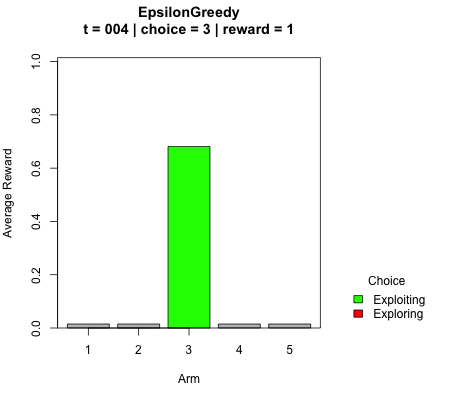 EpsilonGreedy
t = 004 | choice = 3 | reward = 1
Average Reward
1.0
0.8
0.6
0.4
0.2
0.0
1 2 3 4 5
Arm
Choice
Exploiting
Exploring